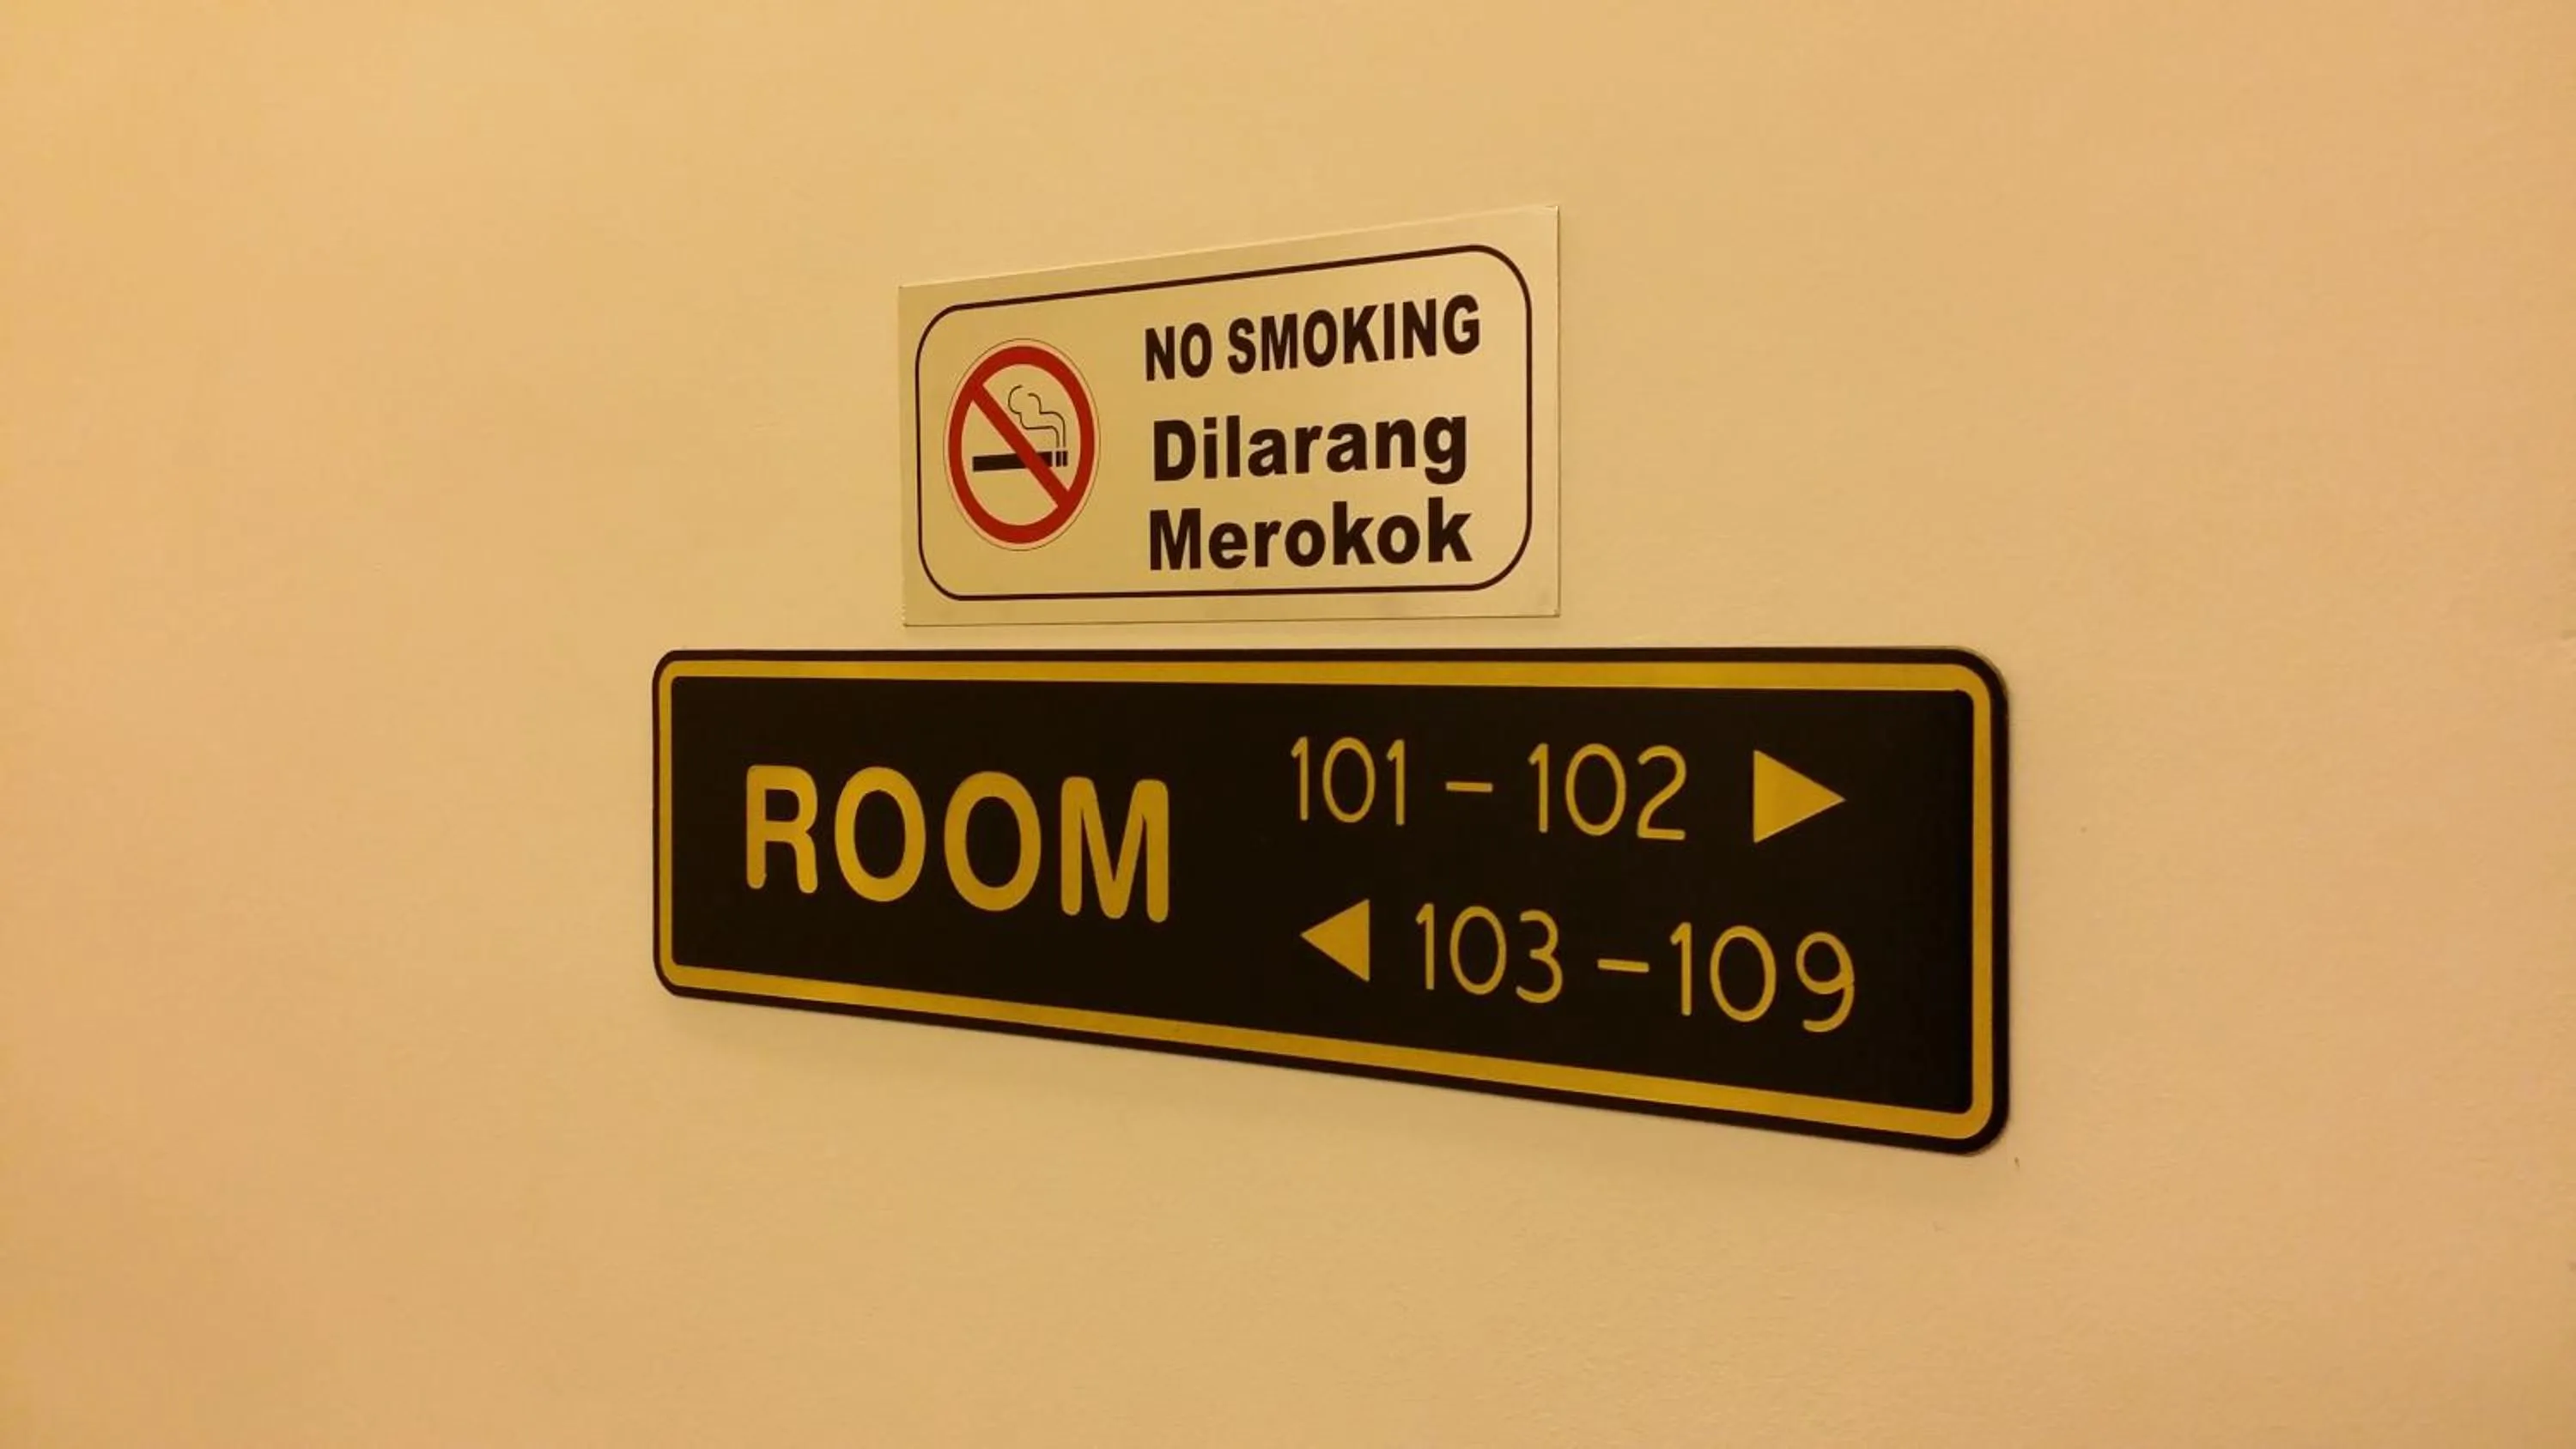 NO SMOKING
Dilarang
Merokok
ROOM
101 - 102 ▶
◀ 103 - 109